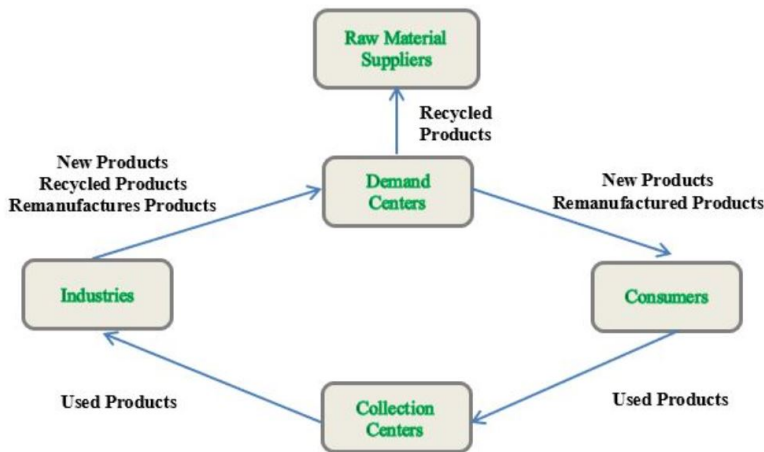 Raw Material
Suppliers
Recycled
Products
New Products
Recycled Products
Remanufactures Products
Demand
Centers
New Products
Remanufactured Products
Industries
Consumers
Used Products
Collection
Centers
Used Products